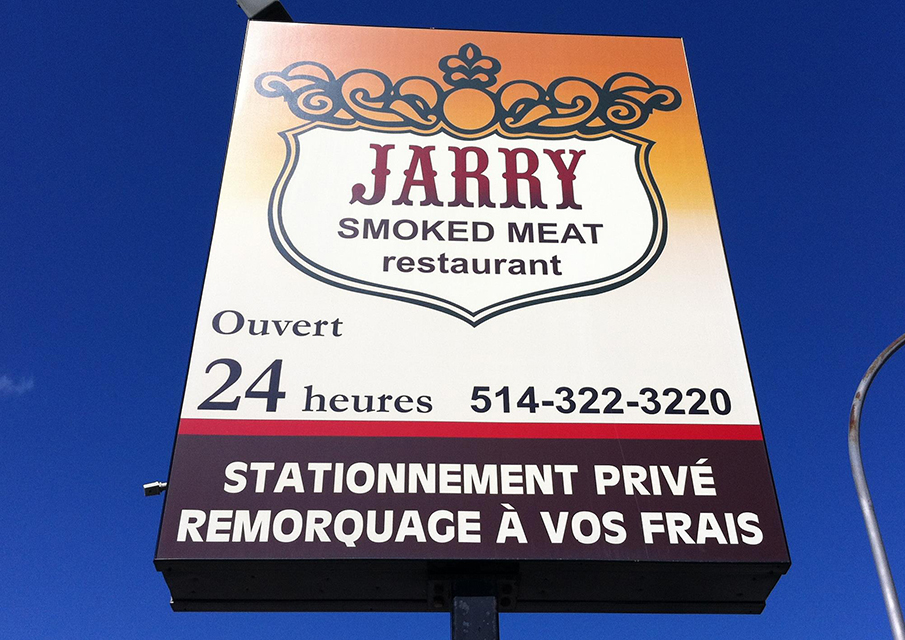 JARRY
SMOKED MEAT
restaurant
Ouvert
24 heures 514-322-3220
STATIONNEMENT PRIVÉ
REMORQUAGE À VOS FRAIS